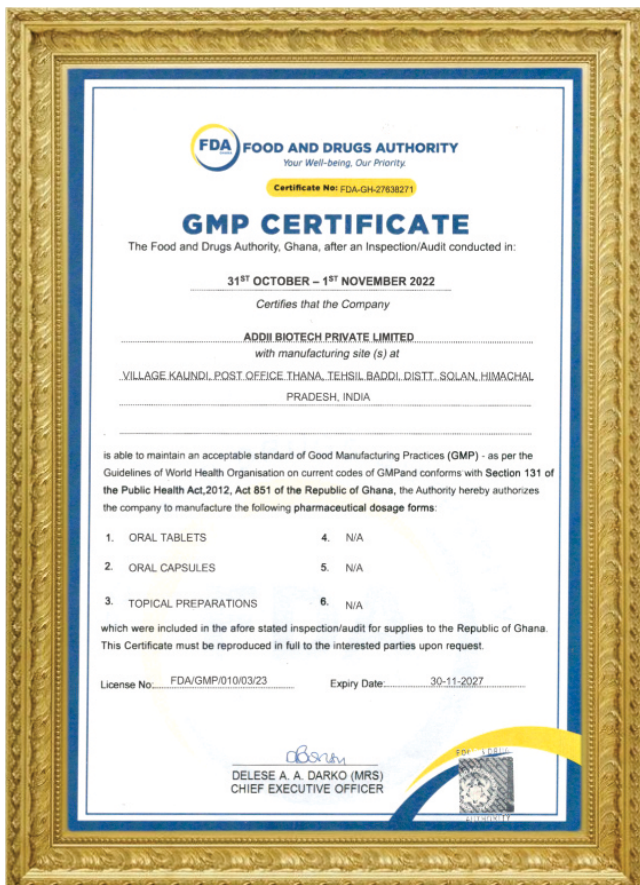 FDA
FOOD AND DRUGS AUTHORITY
Your Well-being, Our Priority.
Certificate No: FDA-GH-27638271
GMP CERTIFICATE
The Food and Drugs Authority, Ghana, after an Inspection/Audit conducted in:
31ST OCTOBER – 1ST NOVEMBER 2022
Certifies that the Company
ADDII BIOTECH PRIVATE LIMITED
with manufacturing site (s) at
VILLAGE KAUNDI, POST OFFICE THANA, TEHSIL BADDI, DISTT. SOLAN, HIMACHAL
PRADESH, INDIA
is able to maintain an acceptable standard of Good Manufacturing Practices (GMP) - as per the
Guidelines of World Health Organisation on current codes of GMPand conforms with Section 131 of
the Public Health Act,2012, Act 851 of the Republic of Ghana, the Authority hereby authorizes
the company to manufacture the following pharmaceutical dosage forms:
1. ORAL TABLETS 4. N/A
2. ORAL CAPSULES 5. N/A
3. TOPICAL PREPARATIONS 6. N/A
which were included in the afore stated inspection/audit for supplies to the Republic of Ghana.
This Certificate must be reproduced in full to the interested parties upon request.
License No: FDA/GMP/010/03/23 Expiry Date: 30-11-2027
DELESE A. A. DARKO (MRS)
CHIEF EXECUTIVE OFFICER
AUTHORITY